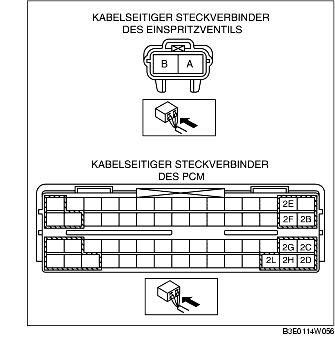 KABELSEITIGER STECKVERBINDER
DES EINSPRITZVENTILS
B A
KABELSEITIGER STECKVERBINDER
DES PCM
2E
2F 2B
2G 2C
2L 2H 2D
B3E0114W056